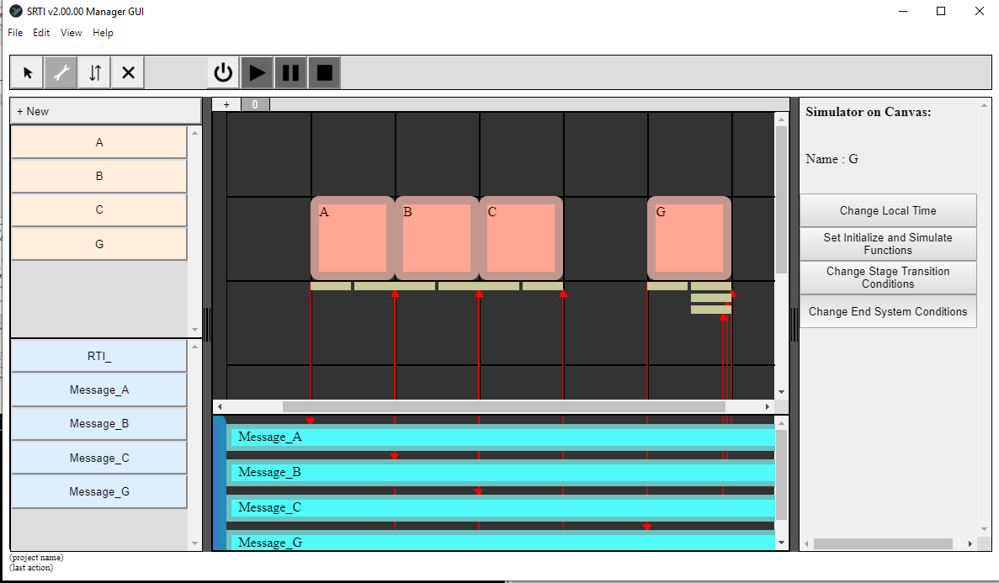 SRTI v2.00.00 Manager GUI
File Edit View Help
+ New
A
B
C
G
RTI_
Message_A
Message_B
Message_C
Message_G
+ 0
A B C G
Message_A
Message_B
Message_C
Message_G
Simulator on Canvas:
Name : G
Change Local Time
Set Initialize and Simulate
Functions
Change Stage Transition
Conditions
Change End System Conditions
(project name)
(last action)